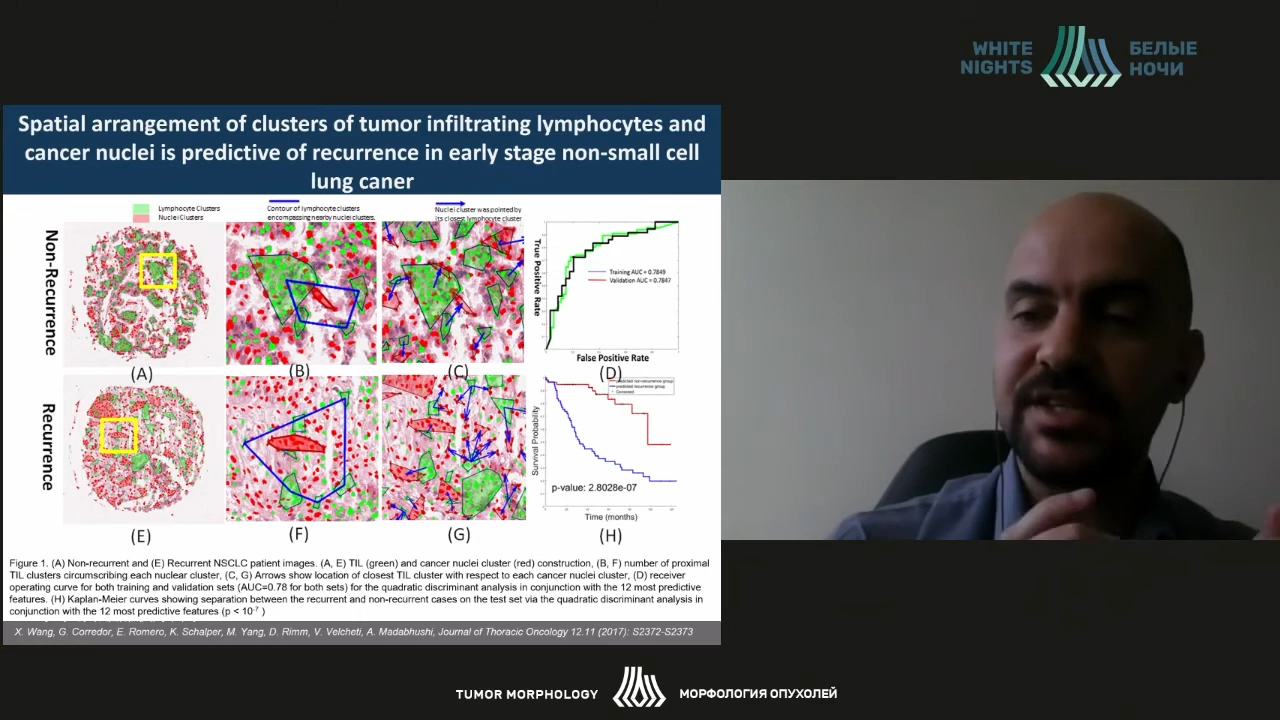 WHITE
NIGHTS
БЕЛЫЕ
НОЧИ
Spatial arrangement of clusters of tumor infiltrating lymphocytes and
cancer nuclei is predictive of recurrence in early stage non-small cell
lung caner
Lymphocyte Clusters
Nuclei Clusters
Contour of lymphocyte clusters
encompassing nearby nuclei clusters.
Nuclei cluster was pointed by
its closest lymphocyte cluster
Non-Recurrence
(A)
(B)
(C)
True Positive Rate
Training AUC = 0.7849
Validation AUC = 0.7847
False Positive Rate
(D)
Recurrence
(E)
(F)
(G)
predicted non-recurrence group
predicted recurrence group
Censored
Survival Probability
p-value: 2.8028e-07
Time (months)
(H)
Figure 1. (A) Non-recurrent and (E) Recurrent NSCLC patient images. (A, E) TIL (green) and cancer nuclei cluster (red) construction, (B, F) number of proximal
TIL clusters circumscribing each nuclear cluster, (C, G) Arrows show location of closest TIL cluster with respect to each cancer nuclei cluster, (D) receiver
operating curve for both training and validation sets (AUC=0.78 for both sets) for the quadratic discriminant analysis in conjunction with the 12 most predictive
features. (H) Kaplan-Meier curves showing separation between the recurrent and non-recurrent cases on the test set via the quadratic discriminant analysis in
conjunction with the 12 most predictive features (p < 10⁻⁷ )
X. Wang, G. Corredor, E. Romero, K. Schalper, M. Yang, D. Rimm, V. Velcheti, A. Madabhushi, Journal of Thoracic Oncology 12.11 (2017): S2372-S2373
TUMOR MORPHOLOGY
МОРФОЛОГИЯ ОПУХОЛЕЙ